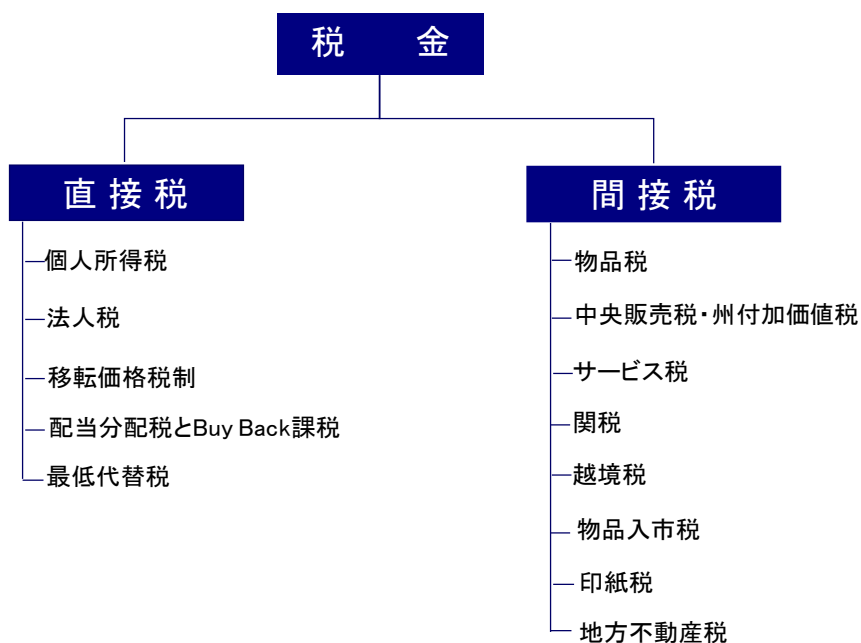 税 金
直接税
個人所得税
法人税
移転価格税制
配当分配税とBuy Back課税
最低代替税
間接税
物品税
中央販売税・州付加価値税
サービス税
関税
越境税
物品入市税
印紙税
地方不動産税